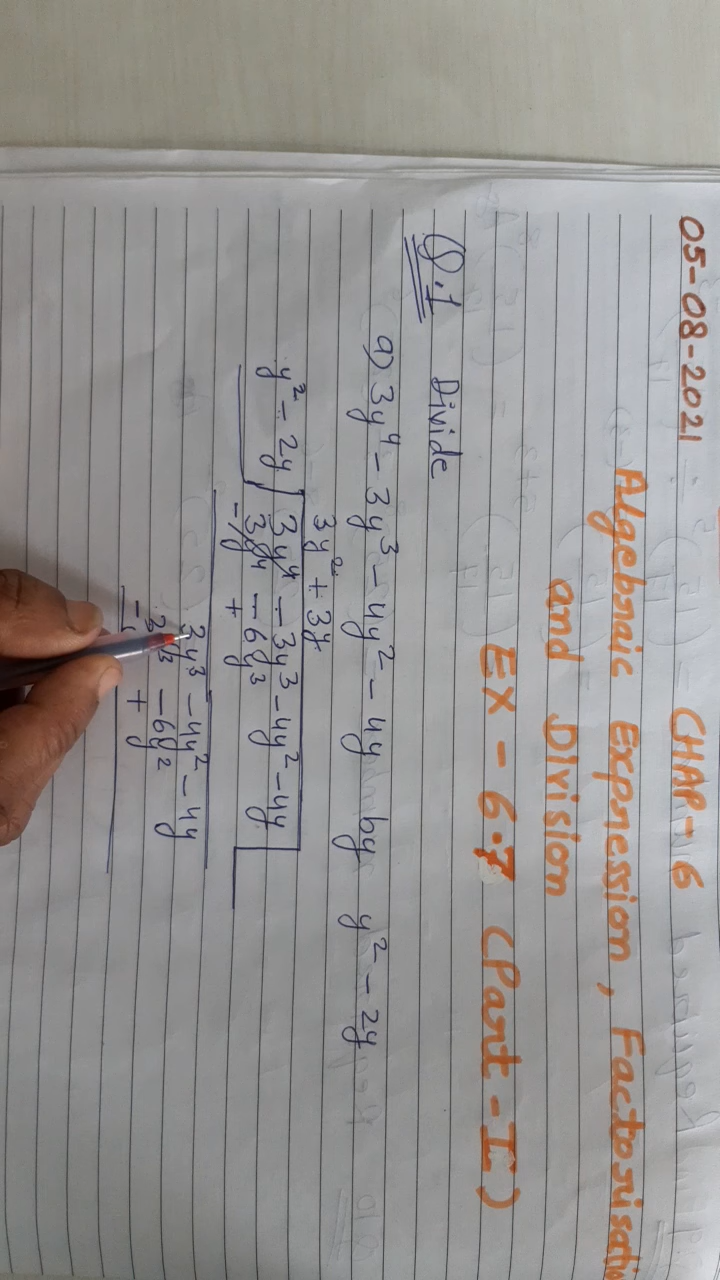 05-08-2021 CHAP-6
Algebraic Expression, Factorisati
and Division
EX-6.7 (Part-I)
Q.1 Divide
a) 3y⁴ - 3y³ - 4y² - 4y by y² - 2y
3y² + 3y
y² - 2y 3y⁴ - 3y³ - 4y² - 4y
3y⁴ - 6y³
- +
3y³ - 4y² - 4y
3y³ - 6y²
- +